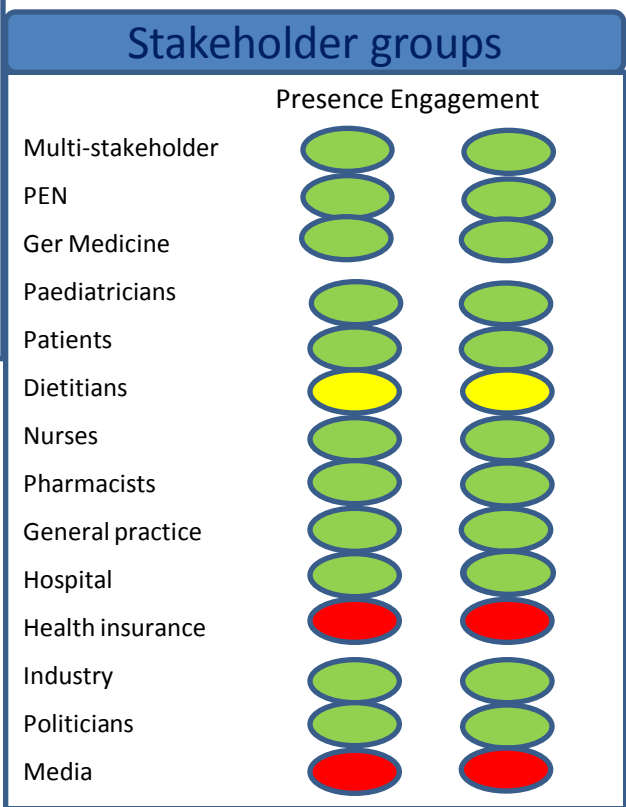 Stakeholder groups
Presence Engagement
Multi-stakeholder
PEN
Ger Medicine
Paediatricians
Patients
Dietitians
Nurses
Pharmacists
General practice
Hospital
Health insurance
Industry
Politicians
Media